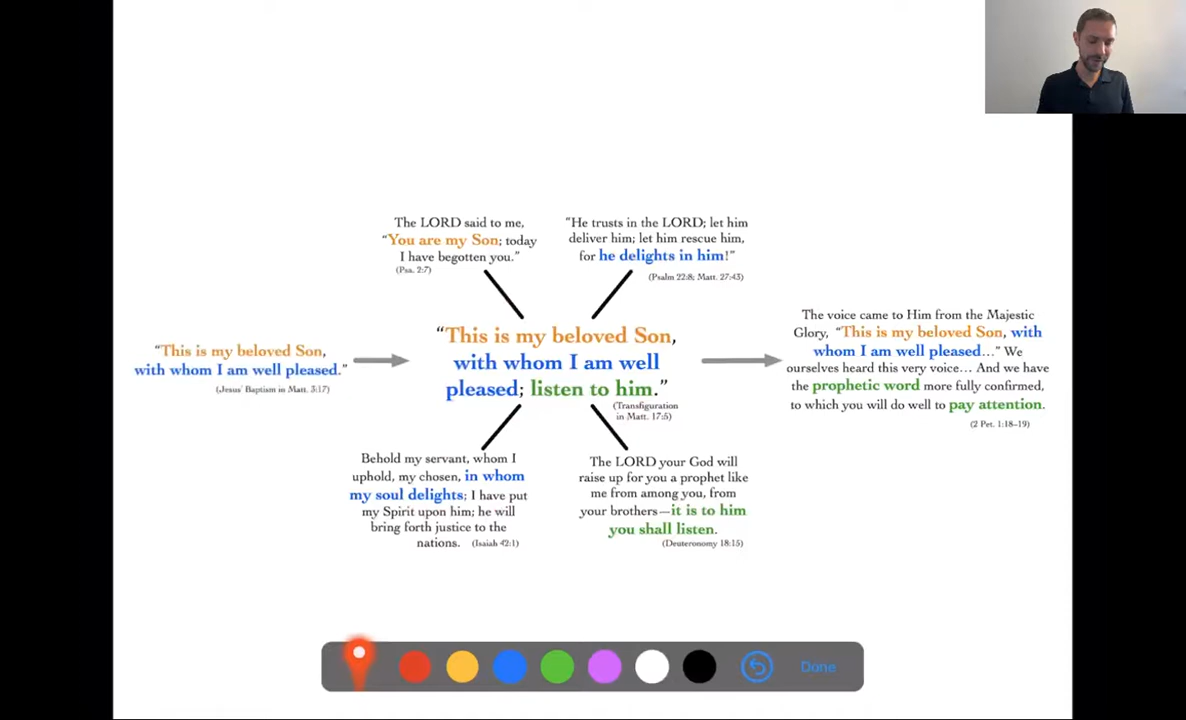 The LORD said to me,
“You are my Son; today
I have begotten you.”
(Psa. 2:7)
“He trusts in the LORD; let him
deliver him; let him rescue him,
for he delights in him!”
(Psalm 22:8; Matt. 27:43)
“This is my beloved Son,
with whom I am well pleased.”
(Jesus' Baptism in Matt. 3:17)
“This is my beloved Son,
with whom I am well
pleased; listen to him.”
(Transfiguration
in Matt. 17:5)
The voice came to Him from the Majestic
Glory, “This is my beloved Son, with
whom I am well pleased…” We
ourselves heard this very voice… And we have
the prophetic word more fully confirmed,
to which you will do well to pay attention.
(2 Pet. 1:18–19)
Behold my servant, whom I
uphold, my chosen, in whom
my soul delights; I have put
my Spirit upon him; he will
bring forth justice to the
nations. (Isaiah 42:1)
The LORD your God will
raise up for you a prophet like
me from among you, from
your brothers—it is to him
you shall listen.
(Deuteronomy 18:15)
Done